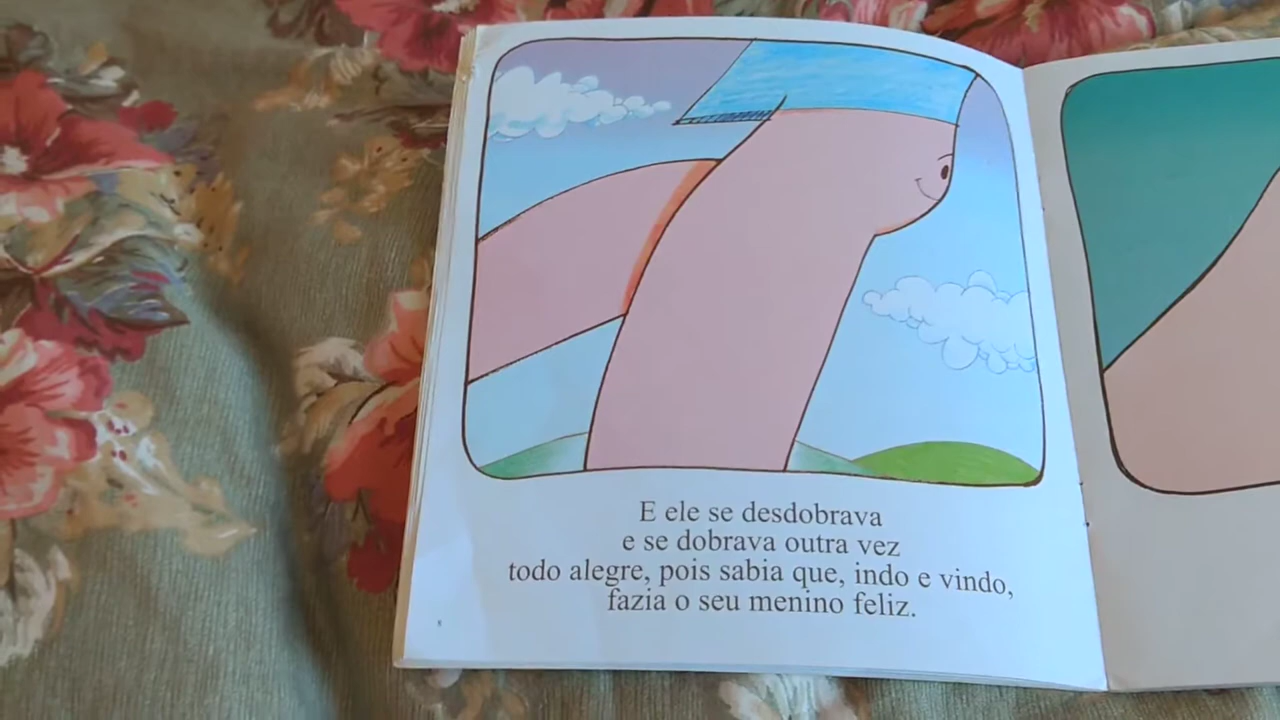 E ele se desdobrava
e se dobrava outra vez
todo alegre, pois sabia que, indo e vindo,
fazia o seu menino feliz.